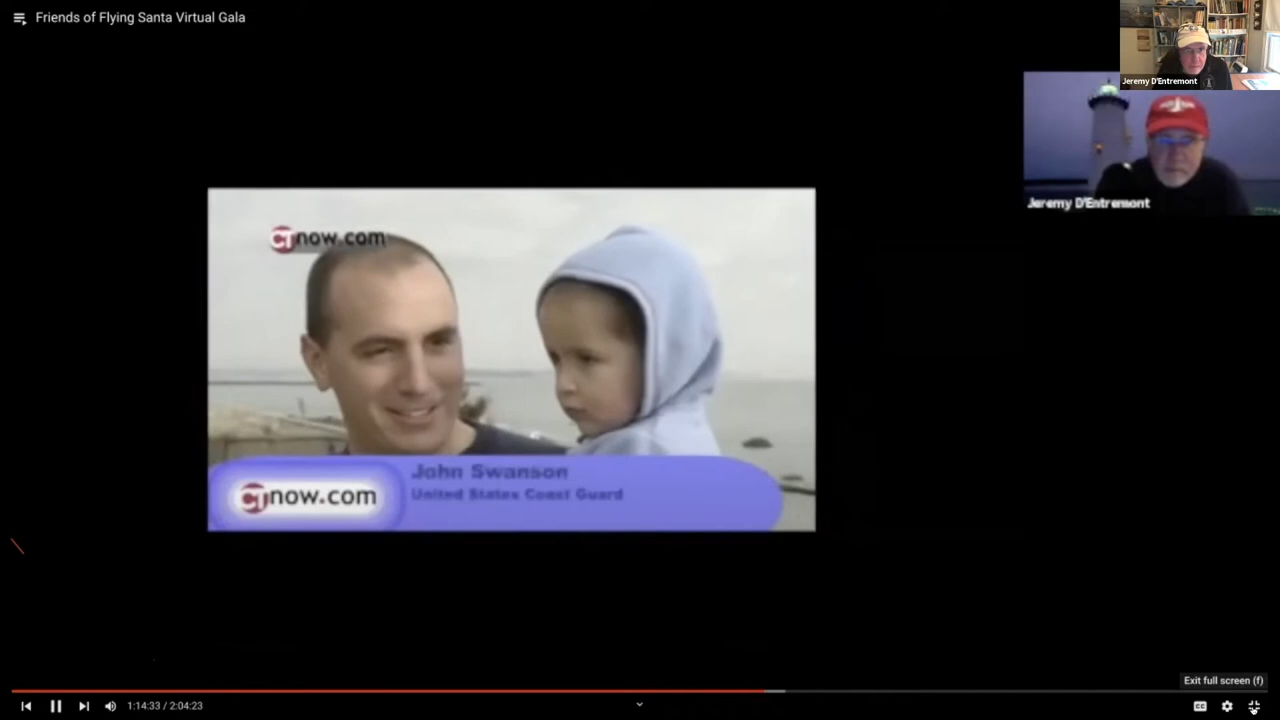 Friends of Flying Santa Virtual Gala
Jeremy D'Entremont
Jeremy D'Entremont
CTnow.com
John Swanson
United States Coast Guard
CTnow.com
Exit full screen (f)
1:14:33 / 2:04:23
CC